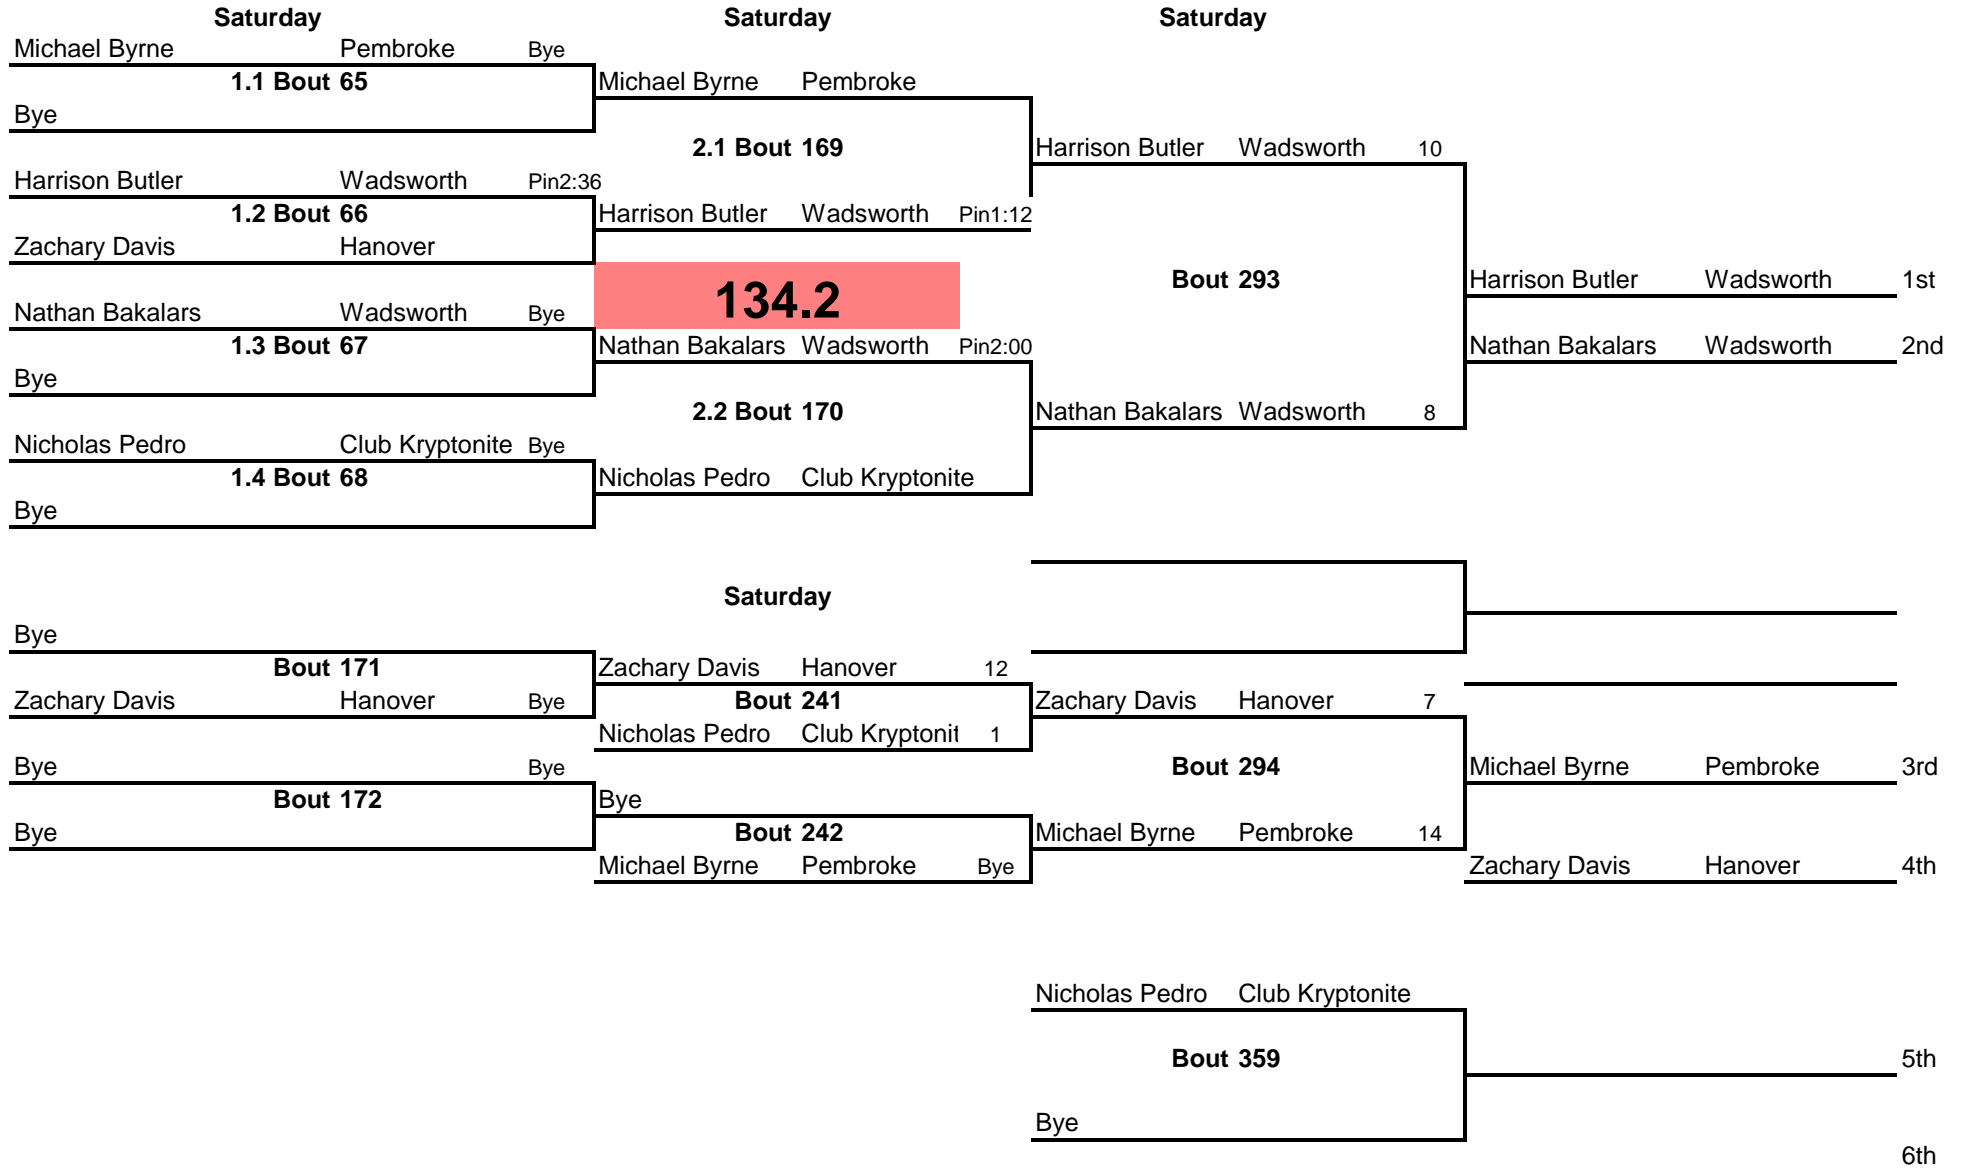 Saturday Saturday Saturday
Michael Byrne Pembroke Bye
1.1 Bout 65 Michael Byrne Pembroke
Bye
2.1 Bout 169 Harrison Butler Wadsworth 10
Harrison Butler Wadsworth Pin2:36
1.2 Bout 66 Harrison Butler Wadsworth Pin1:12
Zachary Davis Hanover
134.2 Bout 293 Harrison Butler Wadsworth 1st
Nathan Bakalars Wadsworth Bye
1.3 Bout 67 Nathan Bakalars Wadsworth Pin2:00 Nathan Bakalars Wadsworth 2nd
Bye
2.2 Bout 170 Nathan Bakalars Wadsworth 8
Nicholas Pedro Club Kryptonite Bye
1.4 Bout 68 Nicholas Pedro Club Kryptonite
Bye
Saturday
Bye
Bout 171 Zachary Davis Hanover 12
Zachary Davis Hanover Bye Bout 241 Zachary Davis Hanover 7
Nicholas Pedro Club Kryptonit 1
Bye Bye Bout 294 Michael Byrne Pembroke 3rd
Bout 172 Bye
Bye Bout 242 Michael Byrne Pembroke 14
Michael Byrne Pembroke Bye Zachary Davis Hanover 4th
Nicholas Pedro Club Kryptonite
Bout 359 5th
Bye
6th